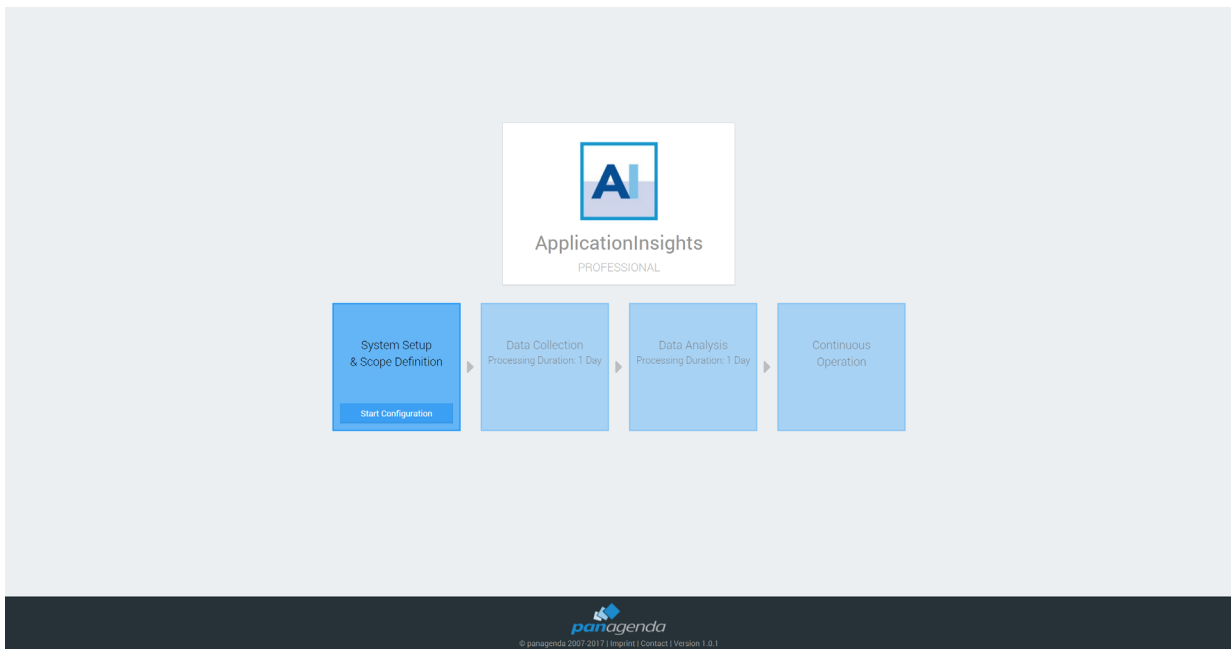 AI
ApplicationInsights
PROFESSIONAL
System Setup
& Scope Definition
Start Configuration
Data Collection
Processing Duration: 1 Day
Data Analysis
Processing Duration: 1 Day
Continuous
Operation
panagenda
© panagenda 2007-2017 | Imprint | Contact | Version 1.0.1